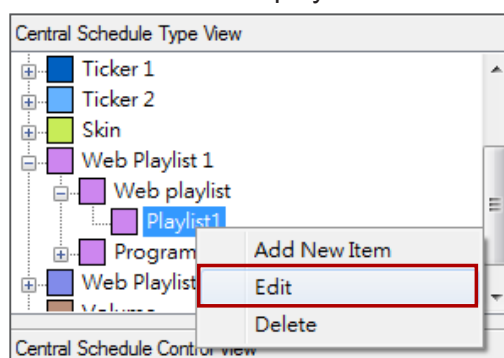 Central Schedule Type View
Ticker 1
Ticker 2
Skin
Web Playlist 1
Web playlist
Playlist1
Program
Add New Item
Web Playlist
Edit
Delete
Central Schedule Control View